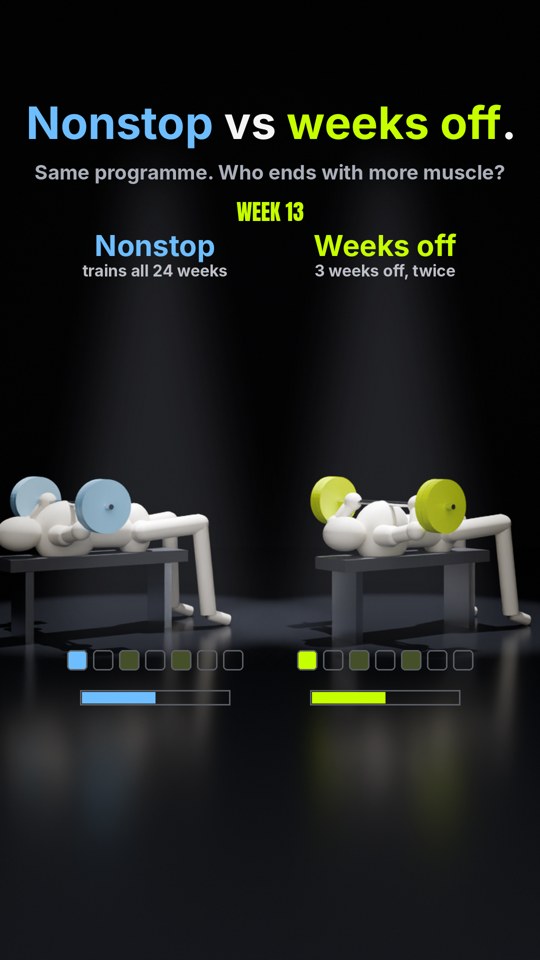 Nonstop vs weeks off.
Same programme. Who ends with more muscle?
WEEK 13
Nonstop
trains all 24 weeks
Weeks off
3 weeks off, twice